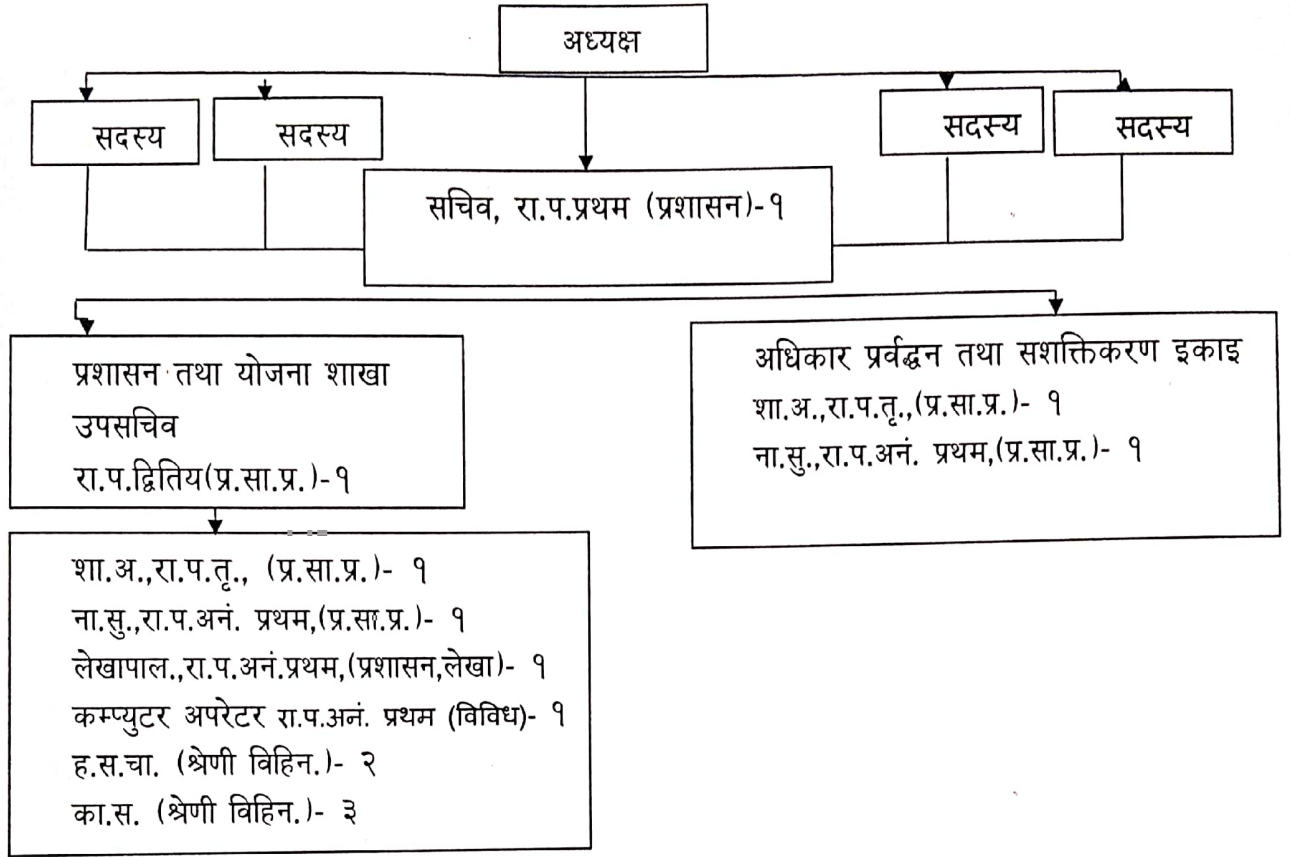 अध्यक्ष
सदस्य
सदस्य
सदस्य
सदस्य
सचिव, रा.प.प्रथम (प्रशासन)-१
प्रशासन तथा योजना शाखा
उपसचिव
रा.प.द्वितिय(प्र.सा.प्र.)-१
अधिकार प्रर्वद्धन तथा सशक्तिकरण इकाइ
शा.अ.,रा.प.तृ.,(प्र.सा.प्र.)- १
ना.सु.,रा.प.अनं. प्रथम,(प्र.सा.प्र.)- १
शा.अ.,रा.प.तृ., (प्र.सा.प्र.)- १
ना.सु.,रा.प.अनं. प्रथम,(प्र.सा.प्र.)- १
लेखापाल.,रा.प.अनं.प्रथम,(प्रशासन,लेखा)- १
कम्प्युटर अपरेटर रा.प.अनं. प्रथम (विविध)- १
ह.स.चा. (श्रेणी विहिन.)- २
का.स. (श्रेणी विहिन.)- ३